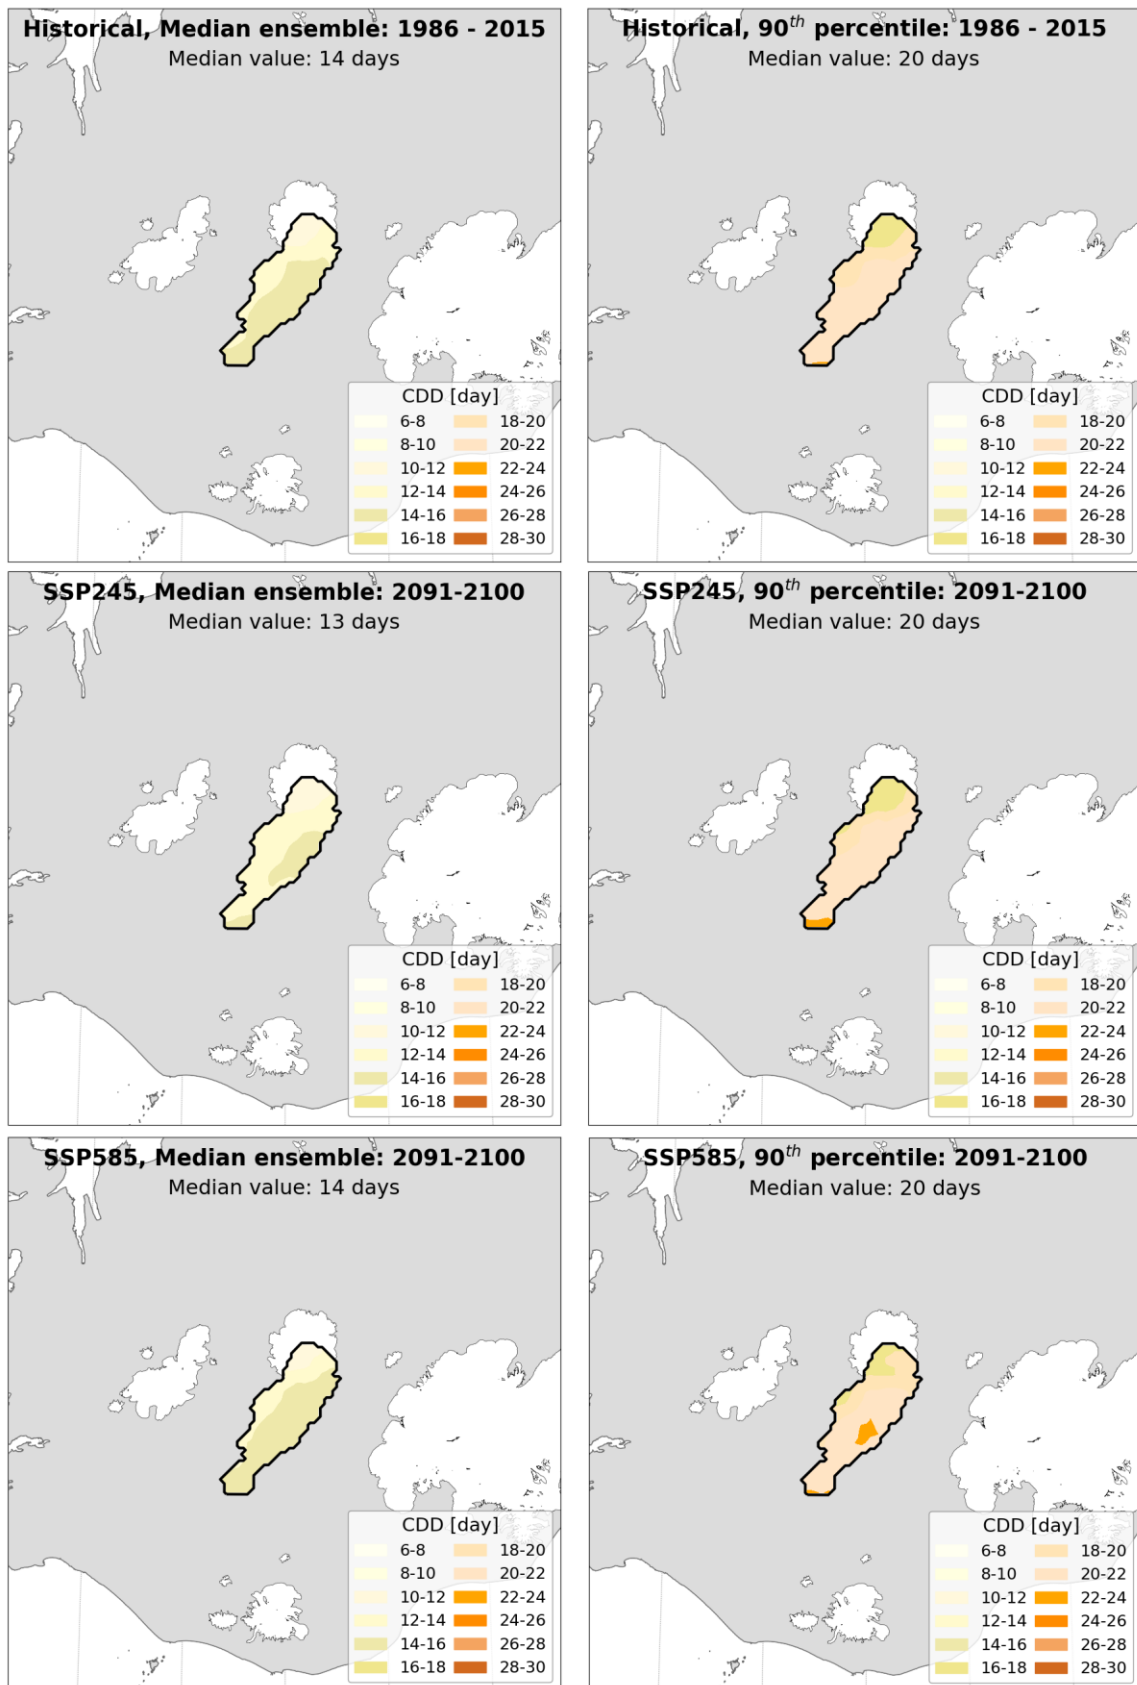 Historical, Median ensemble: 1986 - 2015
Median value: 14 days
CDD [day]
6-8 18-20
8-10 20-22
10-12 22-24
12-14 24-26
14-16 26-28
16-18 28-30
Historical, 90th percentile: 1986 - 2015
Median value: 20 days
CDD [day]
6-8 18-20
8-10 20-22
10-12 22-24
12-14 24-26
14-16 26-28
16-18 28-30
SSP245, Median ensemble: 2091-2100
Median value: 13 days
CDD [day]
6-8 18-20
8-10 20-22
10-12 22-24
12-14 24-26
14-16 26-28
16-18 28-30
SSP245, 90th percentile: 2091-2100
Median value: 20 days
CDD [day]
6-8 18-20
8-10 20-22
10-12 22-24
12-14 24-26
14-16 26-28
16-18 28-30
SSP585, Median ensemble: 2091-2100
Median value: 14 days
CDD [day]
6-8 18-20
8-10 20-22
10-12 22-24
12-14 24-26
14-16 26-28
16-18 28-30
SSP585, 90th percentile: 2091-2100
Median value: 20 days
CDD [day]
6-8 18-20
8-10 20-22
10-12 22-24
12-14 24-26
14-16 26-28
16-18 28-30